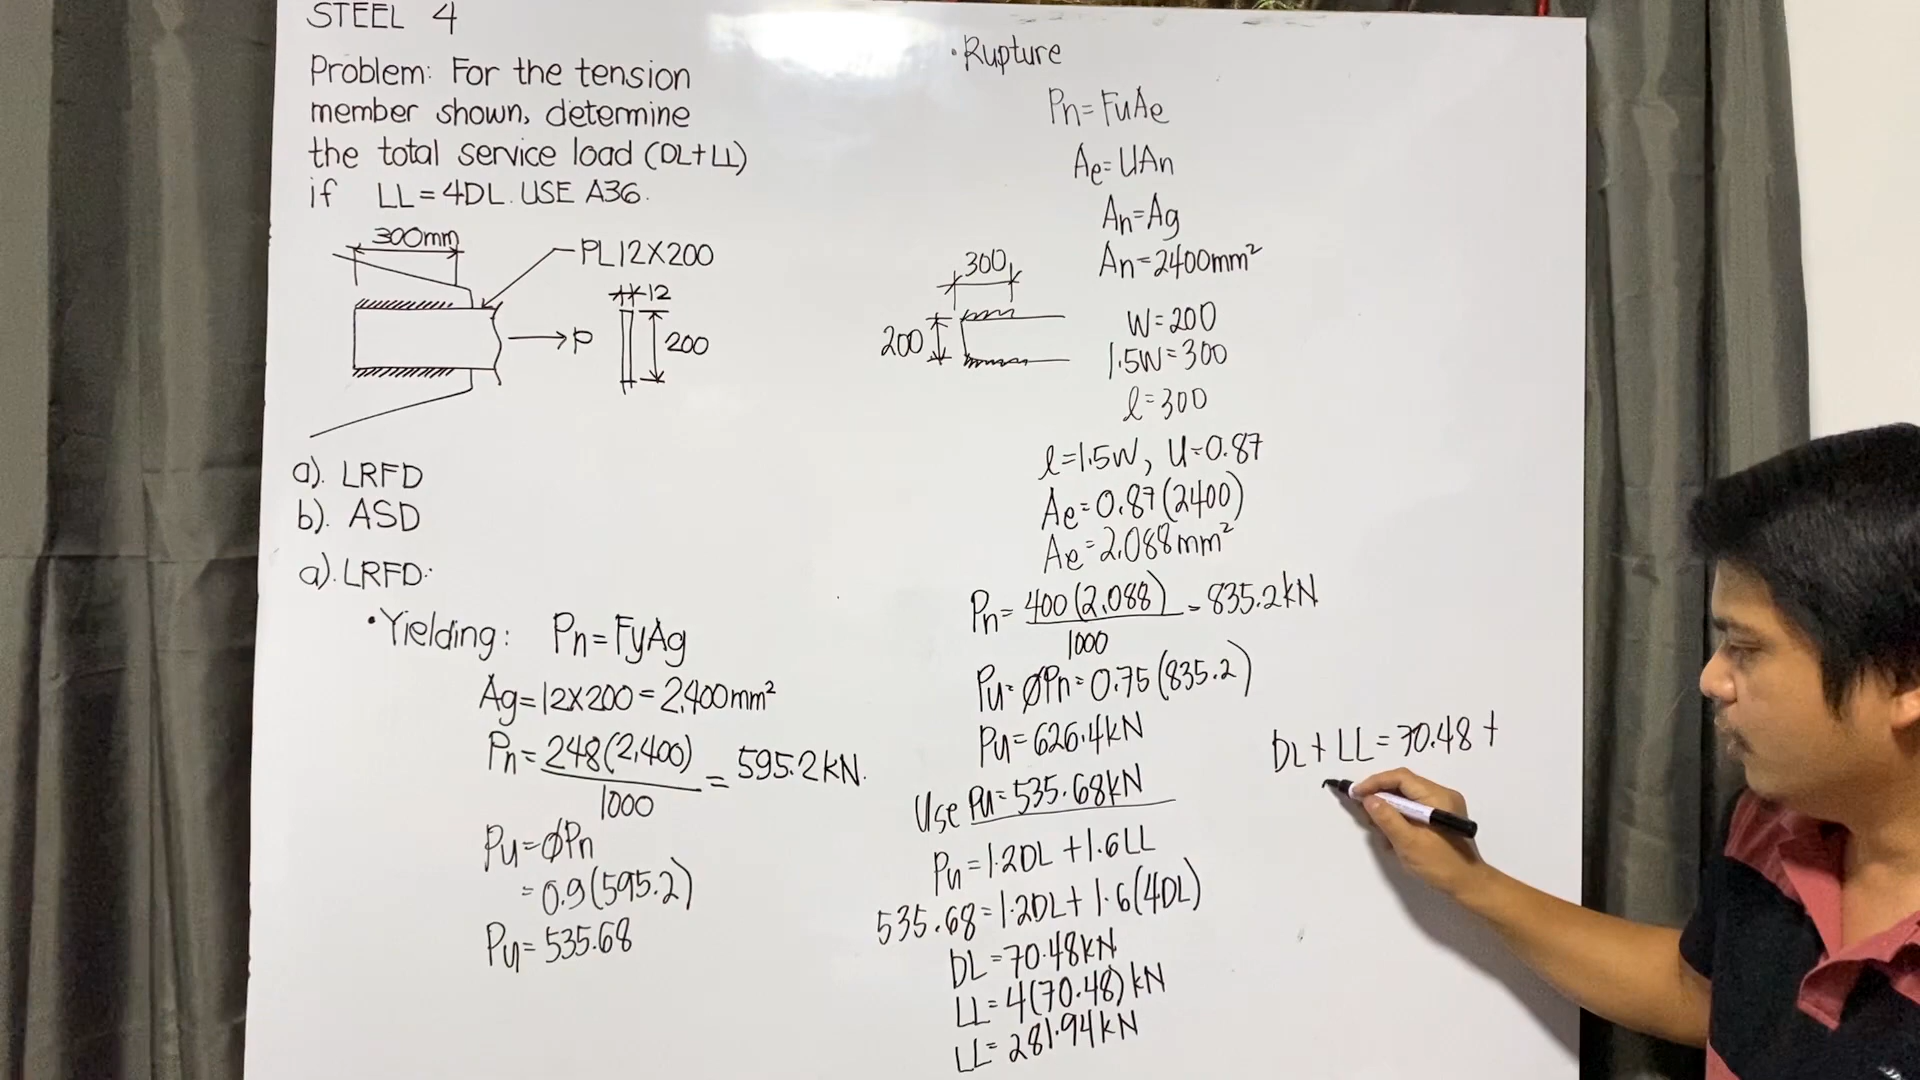 STEEL 4
Problem: For the tension
member shown, determine
the total service load (DL+LL)
if LL=4DL. USE A36.
300mm
PL12X200
12
P
200
a). LRFD
b). ASD
a). LRFD:
• Yielding: Pn=FyAg
Ag=12X200=2,400mm²
Pn=248(2,400)/1000=595.2kN.
Pu=ØPn
=0.9(595.2)
Pu=535.68
• Rupture
Pn=FuAe
Ae=UAn
An=Ag
An=2400mm²
300
200
W=200
1.5W=300
l=300
l=1.5W, U=0.87
Ae=0.87(2400)
Ae=2,088mm²
Pn=400(2,088)/1000=835.2kN
Pu=ØPn=0.75(835.2)
Pu=626.4kN
Use Pu=535.68kN
Pu=1.2DL+1.6LL
535.68=1.2DL+1.6(4DL)
DL=70.48kN
LL=4(70.48)kN
LL=281.94kN
DL+LL=70.48+